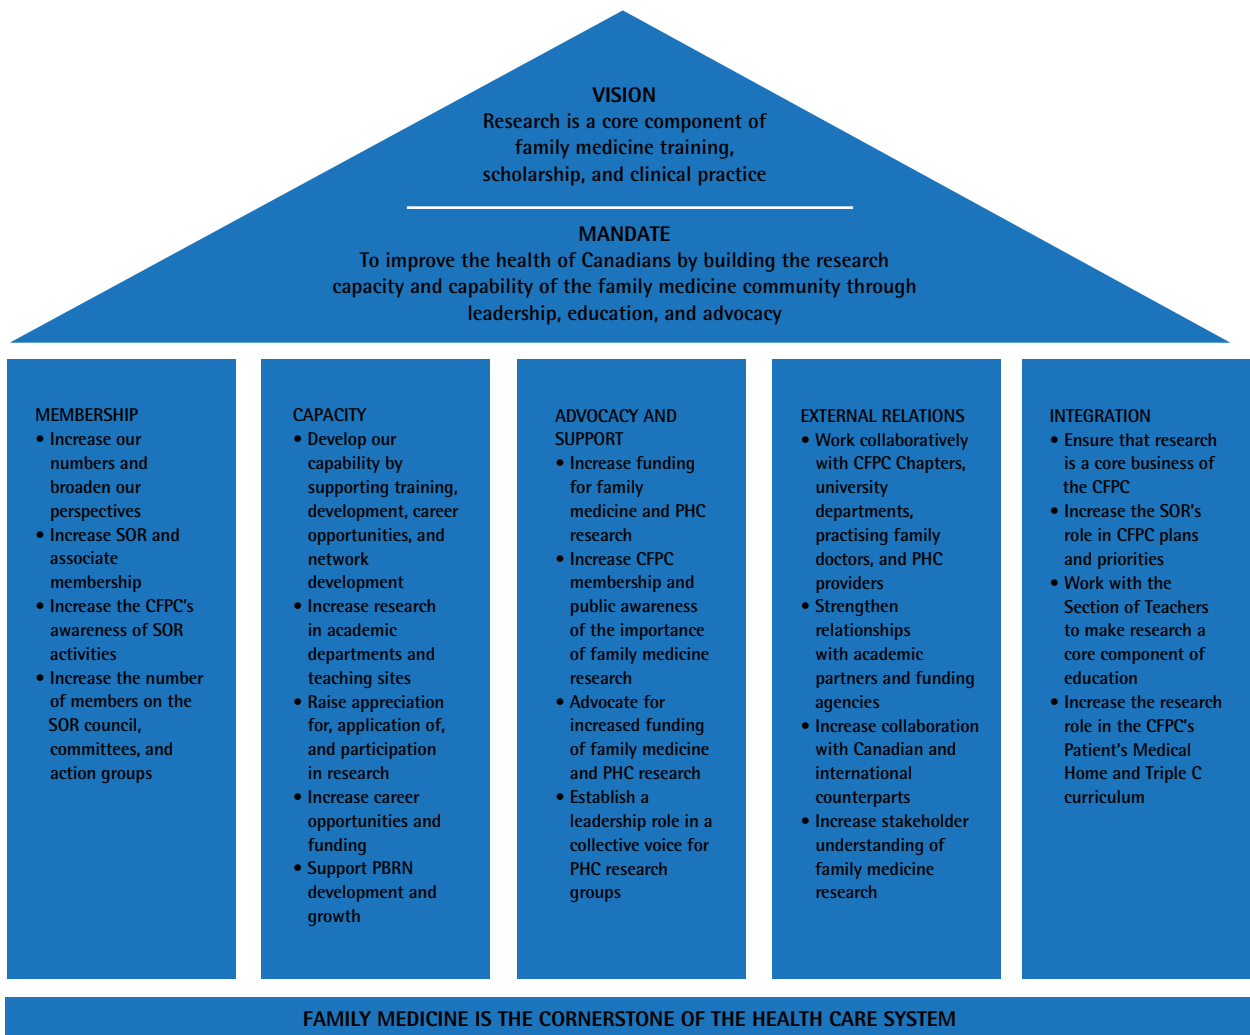 VISION
Research is a core component of
family medicine training,
scholarship, and clinical practice
MANDATE
To improve the health of Canadians by building the research
capacity and capability of the family medicine community through
leadership, education, and advocacy
MEMBERSHIP
• Increase our
numbers and
broaden our
perspectives
• Increase SOR and
associate
membership
• Increase the CFPC's
awareness of SOR
activities
• Increase the number
of members on the
SOR council,
committees, and
action groups
CAPACITY
• Develop our
capability by
supporting training,
development, career
opportunities, and
network
development
• Increase research
in academic
departments and
teaching sites
• Raise appreciation
for, application of,
and participation
in research
• Increase career
opportunities and
funding
• Support PBRN
development and
growth
ADVOCACY AND
SUPPORT
• Increase funding
for family
medicine and PHC
research
• Increase CFPC
membership and
public awareness
of the importance
of family medicine
research
• Advocate for
increased funding
of family medicine
and PHC research
• Establish a
leadership role in a
collective voice for
PHC research
groups
EXTERNAL RELATIONS
• Work collaboratively
with CFPC Chapters,
university
departments,
practising family
doctors, and PHC
providers
• Strengthen
relationships
with academic
partners and funding
agencies
• Increase collaboration
with Canadian and
international
counterparts
• Increase stakeholder
understanding of
family medicine
research
INTEGRATION
• Ensure that research
is a core business of
the CFPC
• Increase the SOR's
role in CFPC plans
and priorities
• Work with the
Section of Teachers
to make research a
core component of
education
• Increase the research
role in the CFPC's
Patient's Medical
Home and Triple C
curriculum
FAMILY MEDICINE IS THE CORNERSTONE OF THE HEALTH CARE SYSTEM